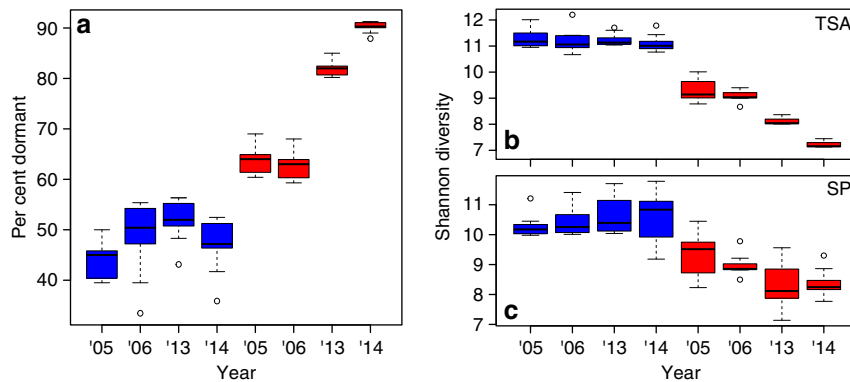 a
Per cent dormant
90
80
70
60
50
40
'05 '06 '13 '14 '05 '06 '13 '14
Year
Shannon diversity
TSA
b
12
11
10
9
8
7
SP
c
11
10
9
8
7
'05 '06 '13 '14 '05 '06 '13 '14
Year